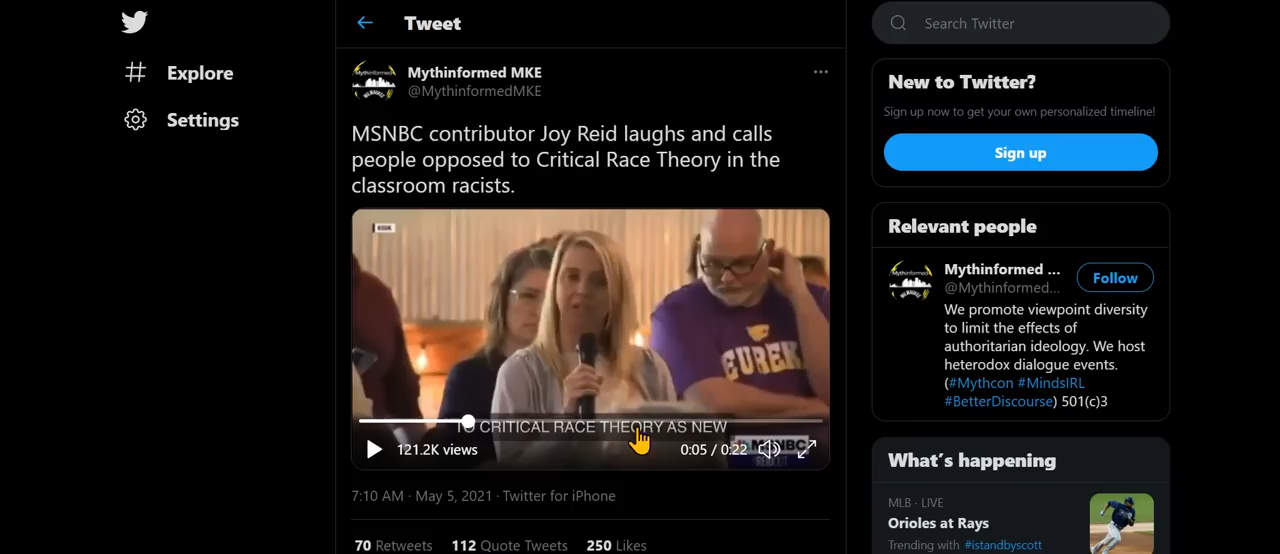 Tweet
Explore
Settings
Mythinformed MKE
@MythinformedMKE
MSNBC contributor Joy Reid laughs and calls
people opposed to Critical Race Theory in the
classroom racists.
EUREK
TO CRITICAL RACE THEORY AS NEW
MSNBC
121.2K views
0:05 / 0:22
7:10 AM · May 5, 2021 · Twitter for iPhone
70 Retweets 112 Quote Tweets 250 Likes
Search Twitter
New to Twitter?
Sign up now to get your own personalized timeline!
Sign up
Relevant people
Mythinformed ...
@Mythinformed...
Follow
We promote viewpoint diversity
to limit the effects of
authoritarian ideology. We host
heterodox dialogue events.
(#Mythcon #MindsIRL
#BetterDiscourse) 501(c)3
What's happening
MLB · LIVE
Orioles at Rays
Trending with #istandbyscott